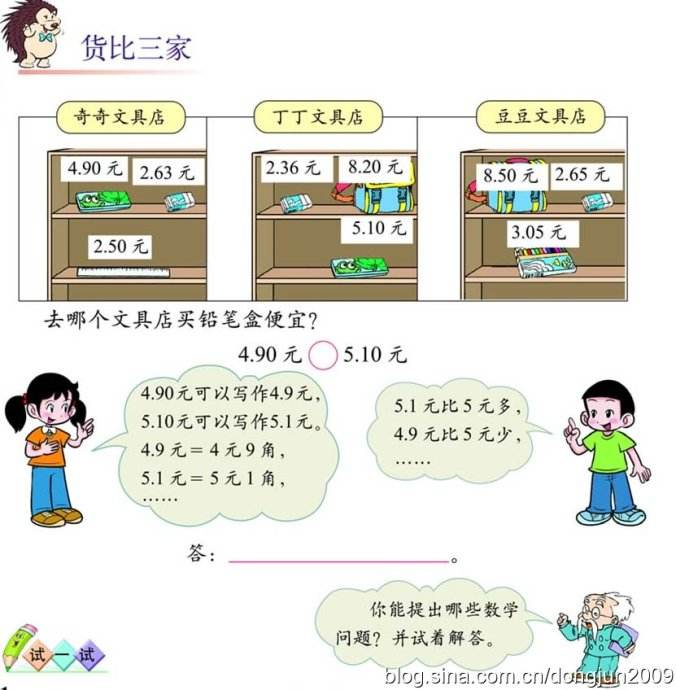 货比三家
奇奇文具店
丁丁文具店
豆豆文具店
4.90 元
2.63 元
2.50 元
2.36 元
8.20 元
5.10 元
8.50 元
2.65 元
3.05 元
去哪个文具店买铅笔盒便宜?
4.90 元 5.10 元
4.90元可以写作4.9元,
5.10元可以写作5.1元。
4.9 元 = 4 元 9 角,
5.1 元 = 5 元 1 角,
……
5.1 元比 5 元多,
4.9 元比 5 元少,
……
答: 。
你能提出哪些数学
问题? 并试着解答。
试一试
blog.sina.com.cn/dongjun2009